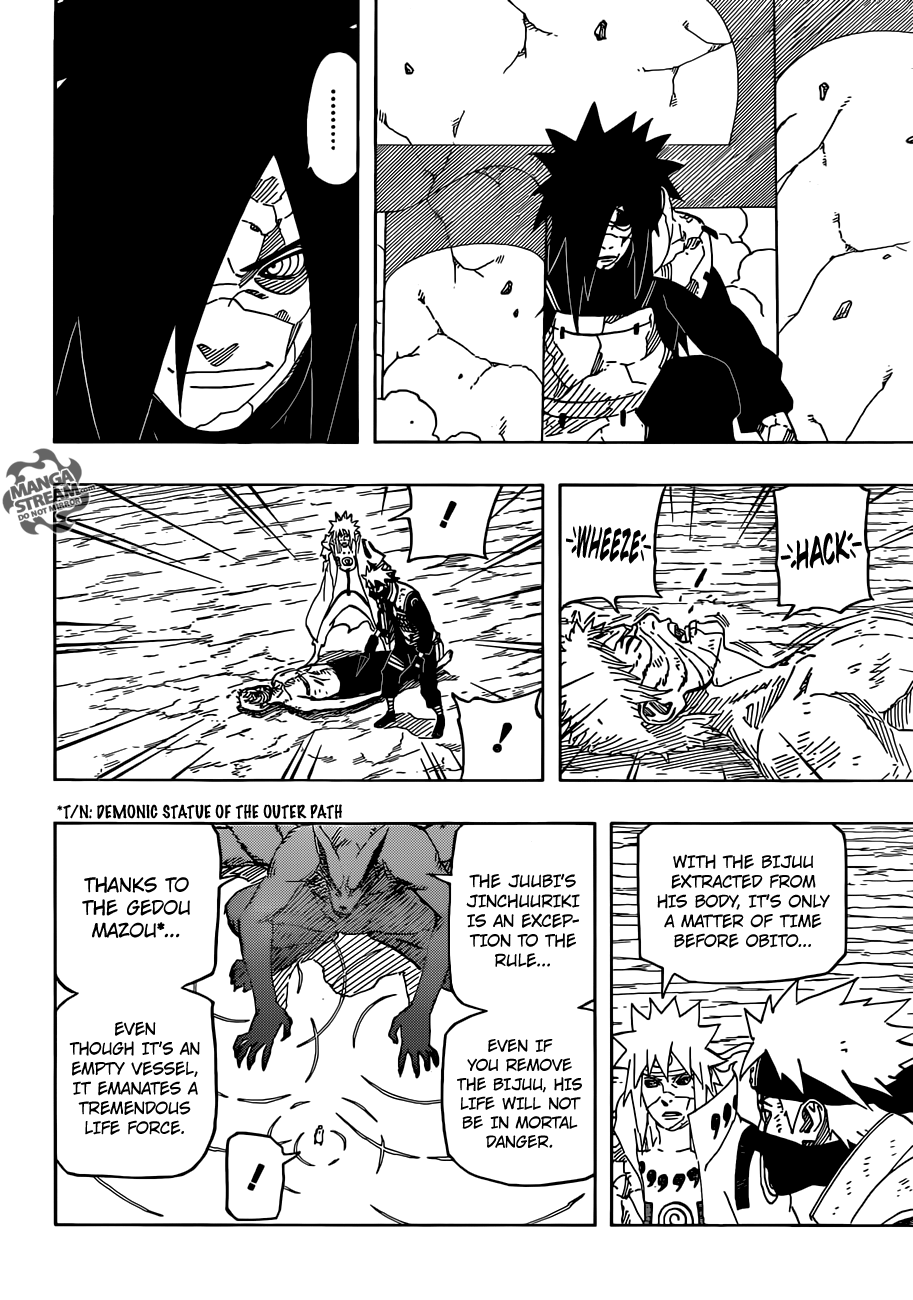 .........
MANGA
STREAM.com
DO NOT MIRROR
!
-HACK-
-WHEEZE-
!
!
*T/N: DEMONIC STATUE OF THE OUTER PATH
WITH THE BIJUU
EXTRACTED FROM
HIS BODY, IT'S ONLY
A MATTER OF TIME
BEFORE OBITO...
THE JUUBI'S
JINCHUURIKI
IS AN EXCEP-
TION TO THE
RULE...
EVEN IF
YOU REMOVE
THE BIJUU, HIS
LIFE WILL NOT
BE IN MORTAL
DANGER.
THANKS TO
THE GEDOU
MAZOU*...
EVEN
THOUGH IT'S AN
EMPTY VESSEL,
IT EMANATES A
TREMENDOUS
LIFE FORCE.
!